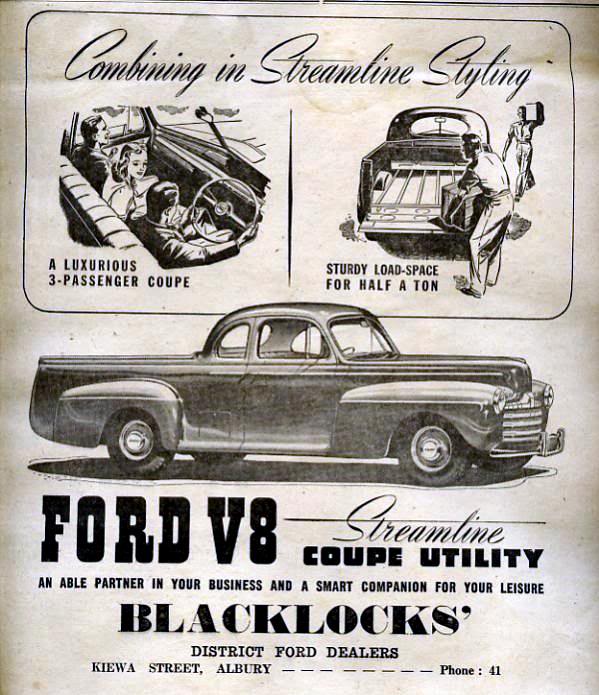 Combining in Streamline Styling
A LUXURIOUS
3-PASSENGER COUPE
STURDY LOAD-SPACE
FOR HALF A TON
FORD V8
Streamline
COUPE UTILITY
AN ABLE PARTNER IN YOUR BUSINESS AND A SMART COMPANION FOR YOUR LEISURE
BLACKLOCKS'
DISTRICT FORD DEALERS
KIEWA STREET, ALBURY — — — — — — — — Phone : 41